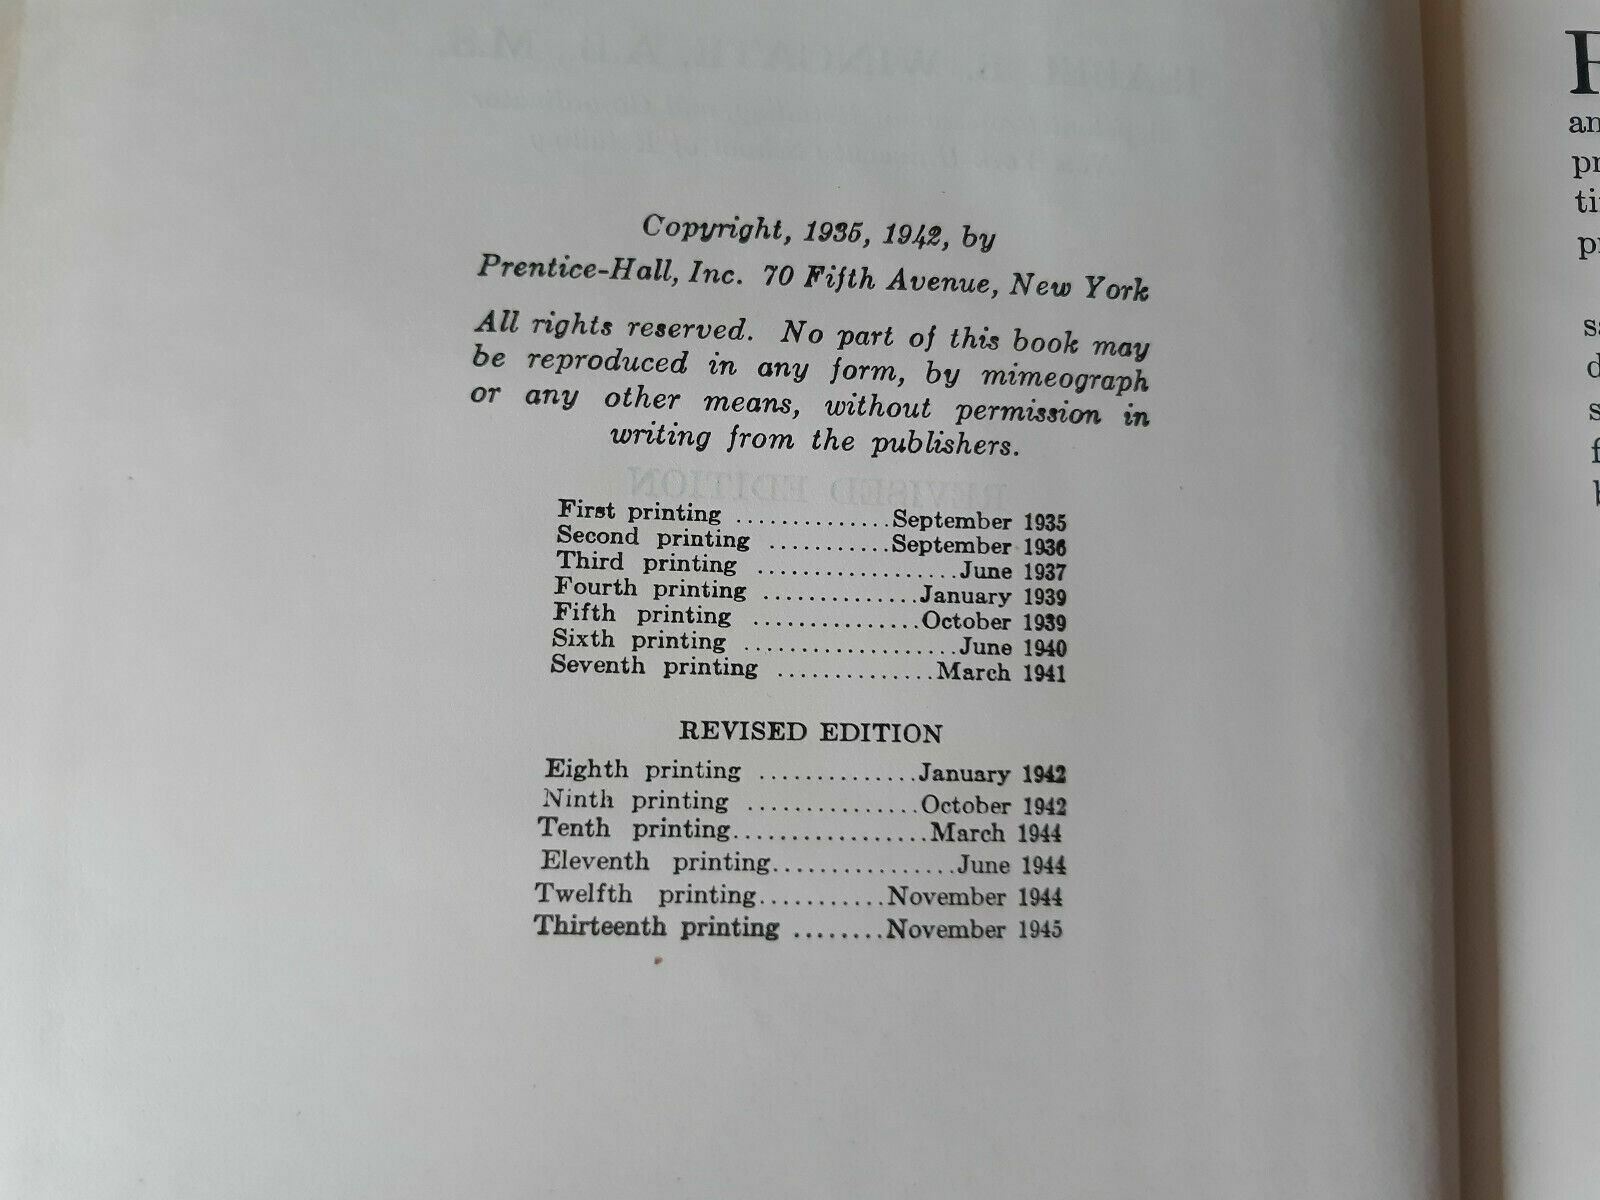 Copyright, 1935, 1942, by
Prentice-Hall, Inc. 70 Fifth Avenue, New York
All rights reserved. No part of this book may
be reproduced in any form, by mimeograph
or any other means, without permission in
writing from the publishers.
REVISED EDITION
First printing ..............September 1935
Second printing ...........September 1936
Third printing ..................June 1937
Fourth printing ..............January 1939
Fifth printing ...............October 1939
Sixth printing ...................June 1940
Seventh printing ..............March 1941
REVISED EDITION
Eighth printing ..............January 1942
Ninth printing ...............October 1942
Tenth printing..................March 1944
Eleventh printing................June 1944
Twelfth printing...........November 1944
Thirteenth printing ........November 1945